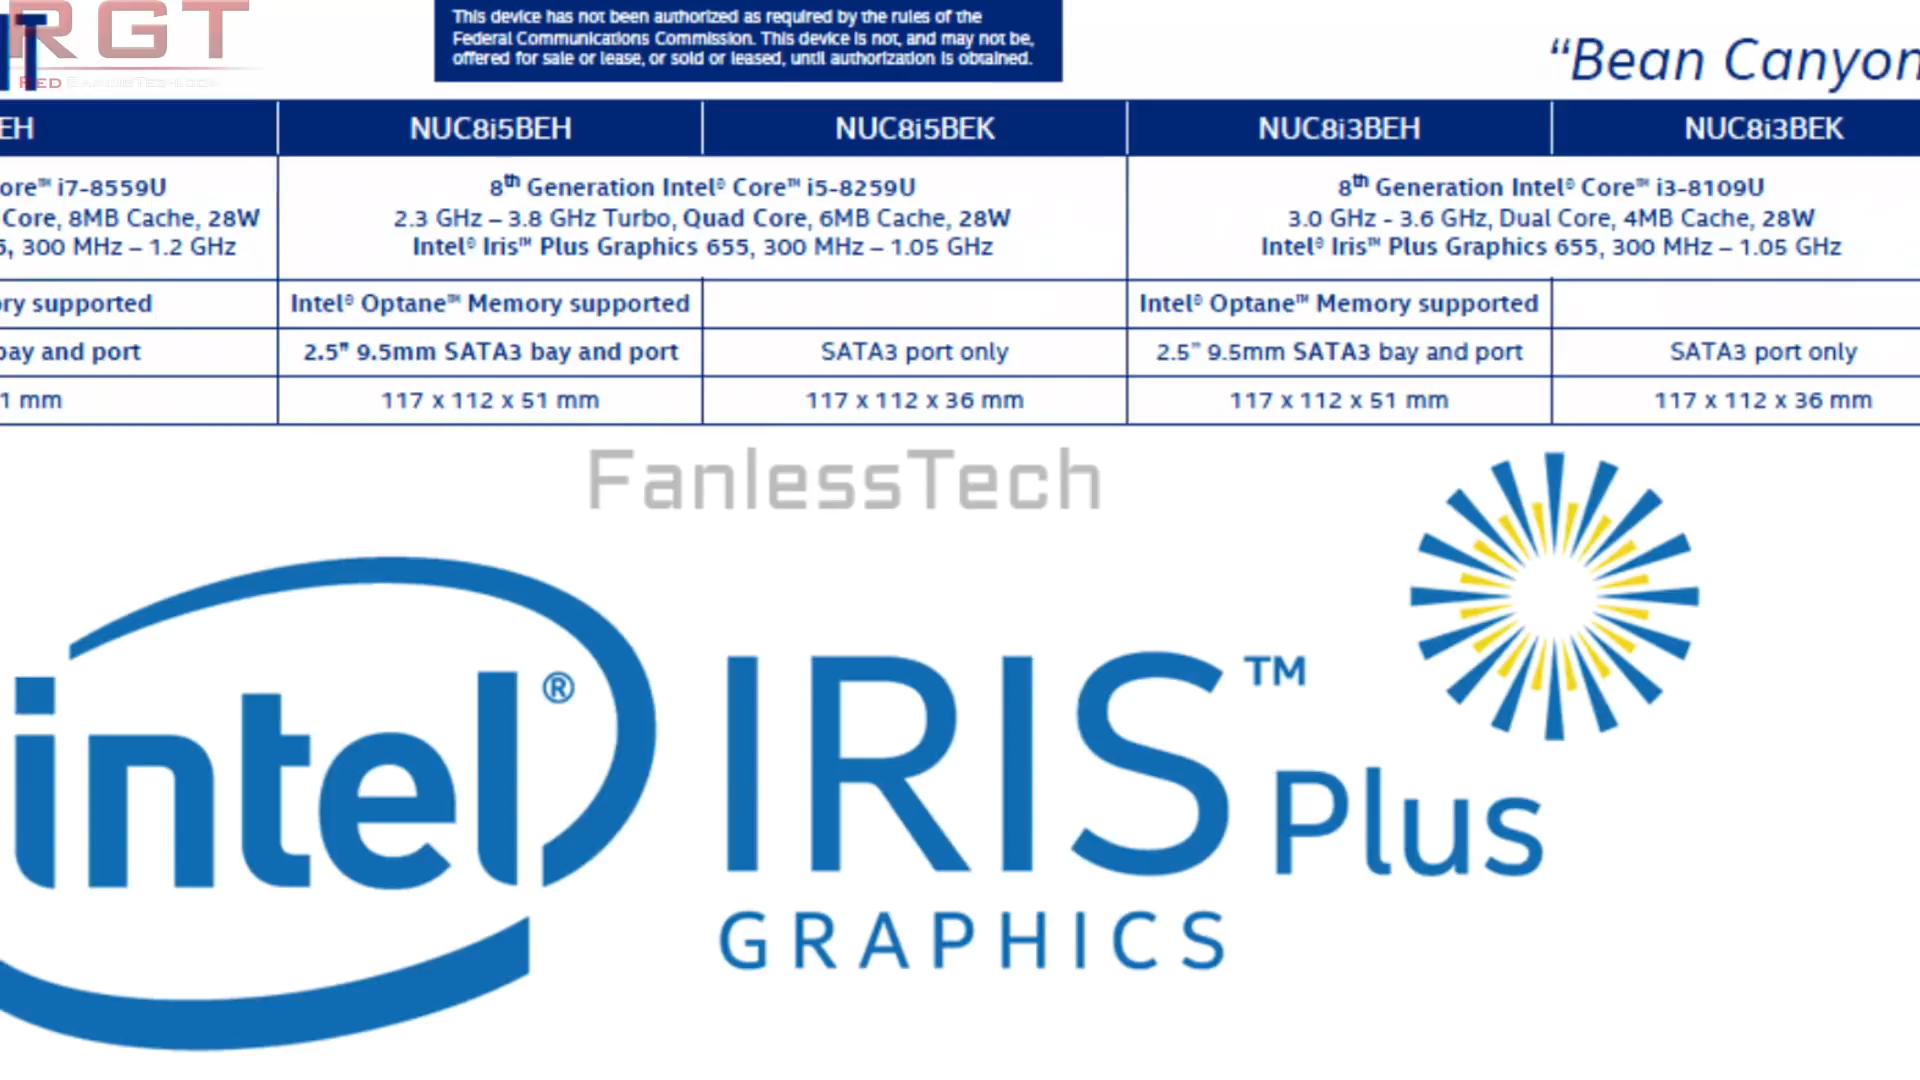 RGT
RED GAMINGTECH.COM
T
This device has not been authorized as required by the rules of the
Federal Communications Commission. This device is not, and may not be,
offered for sale or lease, or sold or leased, until authorization is obtained.
“Bean Canyon
EH
NUC8i5BEH
NUC8i5BEK
NUC8i3BEH
NUC8i3BEK
ore™ i7-8559U
Core, 8MB Cache, 28W
5, 300 MHz – 1.2 GHz
8th Generation Intel® Core™ i5-8259U
2.3 GHz – 3.8 GHz Turbo, Quad Core, 6MB Cache, 28W
Intel® Iris™ Plus Graphics 655, 300 MHz – 1.05 GHz
8th Generation Intel® Core™ i3-8109U
3.0 GHz - 3.6 GHz, Dual Core, 4MB Cache, 28W
Intel® Iris™ Plus Graphics 655, 300 MHz – 1.05 GHz
ory supported
Intel® Optane™ Memory supported
Intel® Optane™ Memory supported
bay and port
2.5” 9.5mm SATA3 bay and port
SATA3 port only
2.5” 9.5mm SATA3 bay and port
SATA3 port only
1 mm
117 x 112 x 51 mm
117 x 112 x 36 mm
117 x 112 x 51 mm
117 x 112 x 36 mm
FanlessTech
intel®
IRIS™
Plus
GRAPHICS